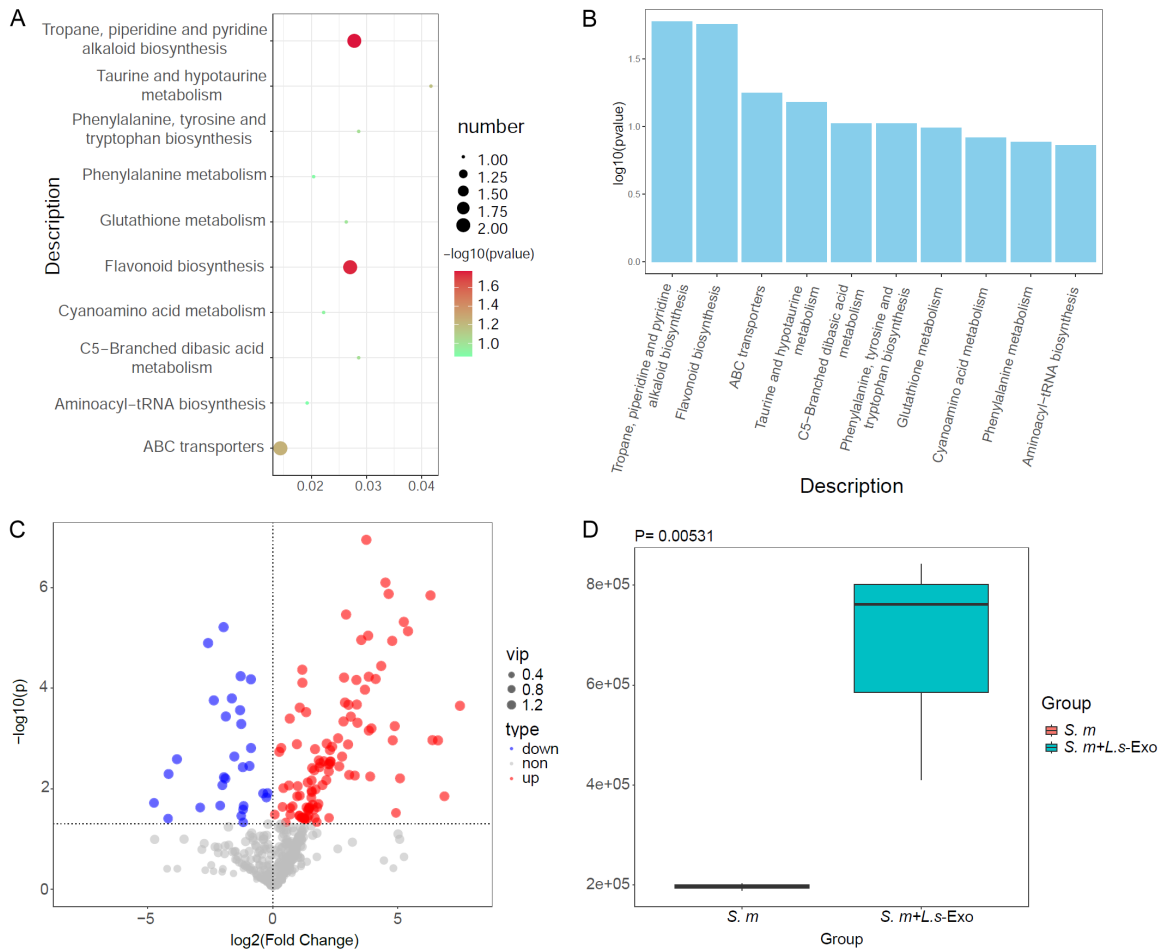 A
Tropane, piperidine and pyridine
alkaloid biosynthesis
Taurine and hypotaurine
metabolism
Phenylalanine, tyrosine and
tryptophan biosynthesis
Phenylalanine metabolism
Glutathione metabolism
Flavonoid biosynthesis
Cyanoamino acid metabolism
C5−Branched dibasic acid
metabolism
Aminoacyl−tRNA biosynthesis
ABC transporters
Description
0.02
0.03
0.04
number
1.00
1.25
1.50
1.75
2.00
−log10(pvalue)
1.6
1.4
1.2
1.0
B
log10(pvalue)
1.5
1.0
0.5
0.0
Tropane, piperidine and pyridine
alkaloid biosynthesis
Flavonoid biosynthesis
ABC transporters
Taurine and hypotaurine
metabolism
C5−Branched dibasic acid
metabolism
Phenylalanine, tyrosine and
tryptophan biosynthesis
Glutathione metabolism
Cyanoamino acid metabolism
Phenylalanine metabolism
Aminoacyl−tRNA biosynthesis
Description
C
−log10(p)
6
4
2
0
−5
0
5
log2(Fold Change)
vip
0.4
0.8
1.2
type
down
non
up
D
P= 0.00531
8e+05
6e+05
4e+05
2e+05
S. m
S. m+L.s-Exo
Group
Group
S. m
S. m+L.s-Exo